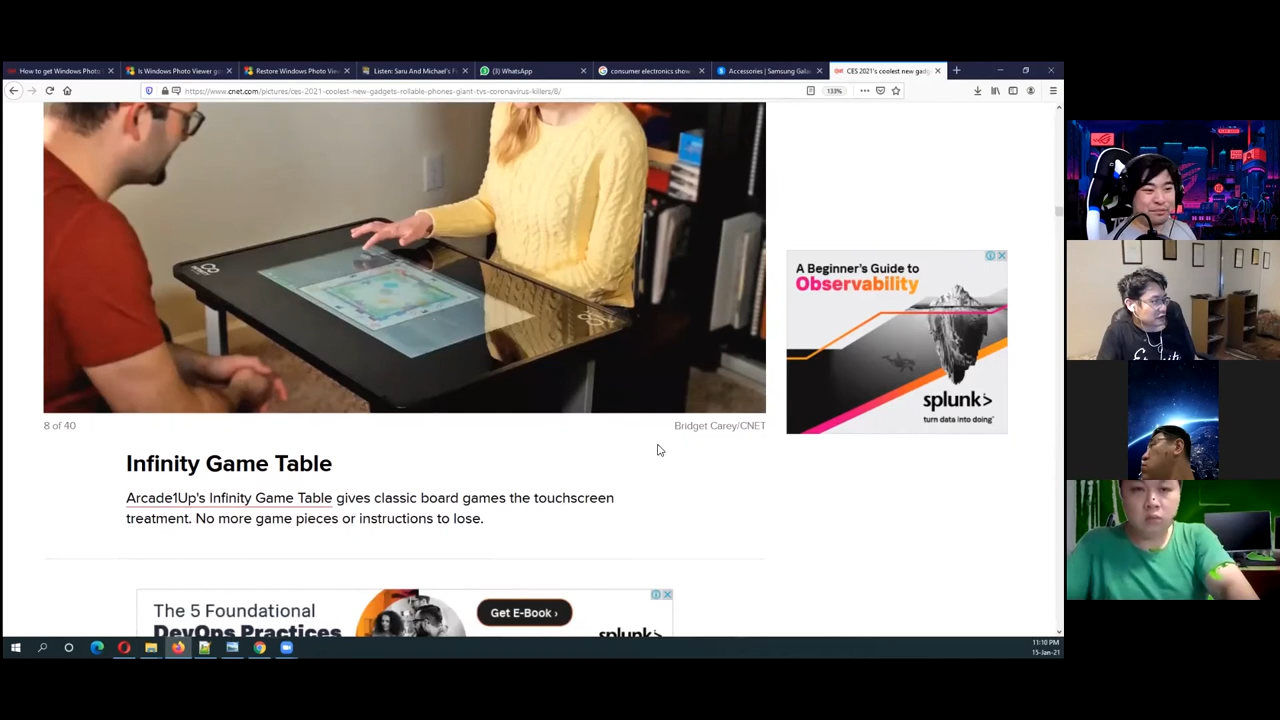 How to get Windows Photo
Is Windows Photo Viewer go
Restore Windows Photo View
Listen: Saru And Michael's F
(3) WhatsApp
consumer electronics show
Accessories | Samsung Gala
CES 2021's coolest new gadg
https://www.cnet.com/pictures/ces-2021-coolest-new-gadgets-rollable-phones-giant-tvs-coronavirus-killers/8/
133%
8 of 40
Bridget Carey/CNET
Infinity Game Table
Arcade1Up's Infinity Game Table gives classic board games the touchscreen
treatment. No more game pieces or instructions to lose.
A Beginner's Guide to
Observability
splunk>
turn data into doing
The 5 Foundational
DevOps Practices
Get E-Book ›
splunk>
11:10 PM
15-Jan-21